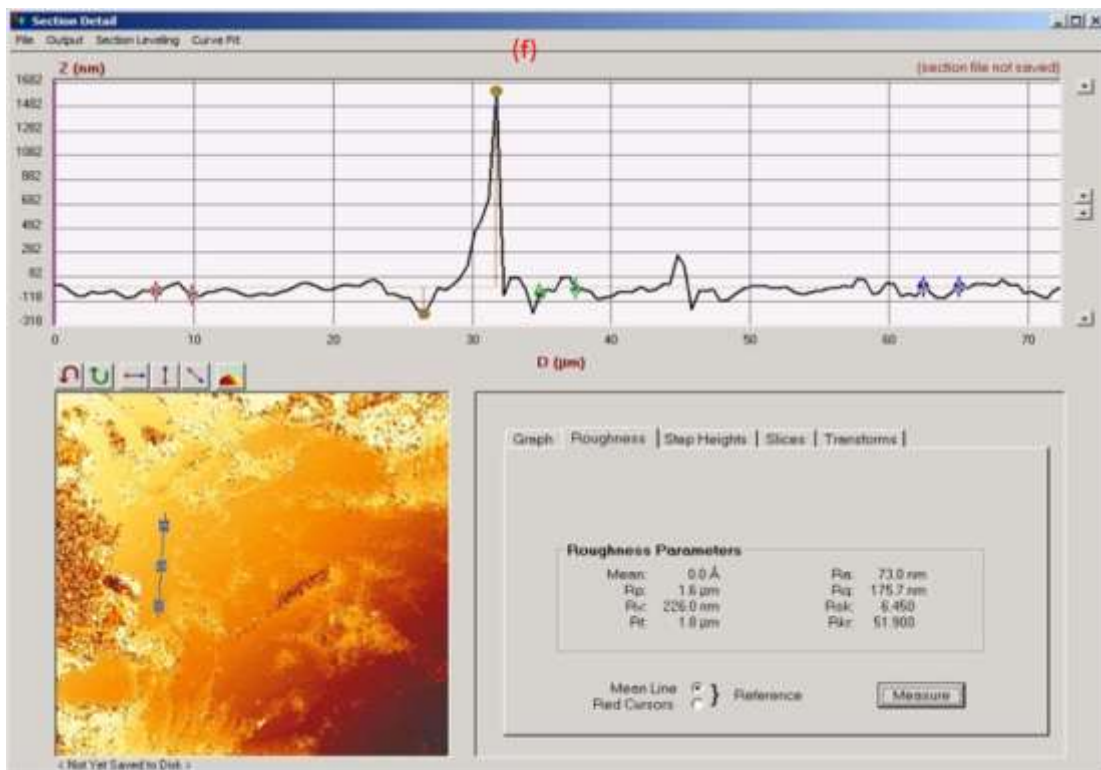 Section Detail
File Output Section Leveling Curve Fit
(f)
Z (nm) (section file not saved)
1682
1482
1282
1082
882
682
482
282
82
-118
-318
0 10 20 30 40 50 60 70
D (µm)
Graph Roughness Step Heights Slices Transforms
Roughness Parameters
Mean: 0.0 Å Ra: 73.0 nm
Rp: 1.6 µm Rq: 175.7 nm
Rv: 226.0 nm Rsk: 6.450
Rt: 1.8 µm Rkr: 51.900
Mean Line
Red Cursors } Reference Measure
< Not Yet Saved to Disk >